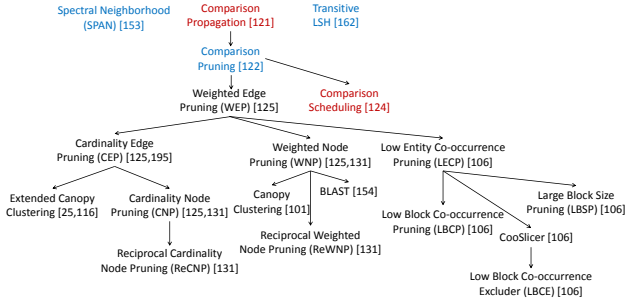 Spectral Neighborhood
(SPAN) [153]
Comparison
Propagation [121]
Transitive
LSH [162]
Comparison
Pruning [122]
Weighted Edge
Pruning (WEP) [125]
Comparison
Scheduling [124]
Cardinality Edge
Pruning (CEP) [125,195]
Weighted Node
Pruning (WNP) [125,131]
Low Entity Co-occurrence
Pruning (LECP) [106]
Extended Canopy
Clustering [25,116]
Cardinality Node
Pruning (CNP) [125,131]
Canopy
Clustering [101]
BLAST [154]
Low Block Co-occurrence
Pruning (LBCP) [106]
Large Block Size
Pruning (LBSP) [106]
CooSlicer [106]
Reciprocal Cardinality
Node Pruning (ReCNP) [131]
Reciprocal Weighted
Node Pruning (ReWNP) [131]
Low Block Co-occurrence
Excluder (LBCE) [106]